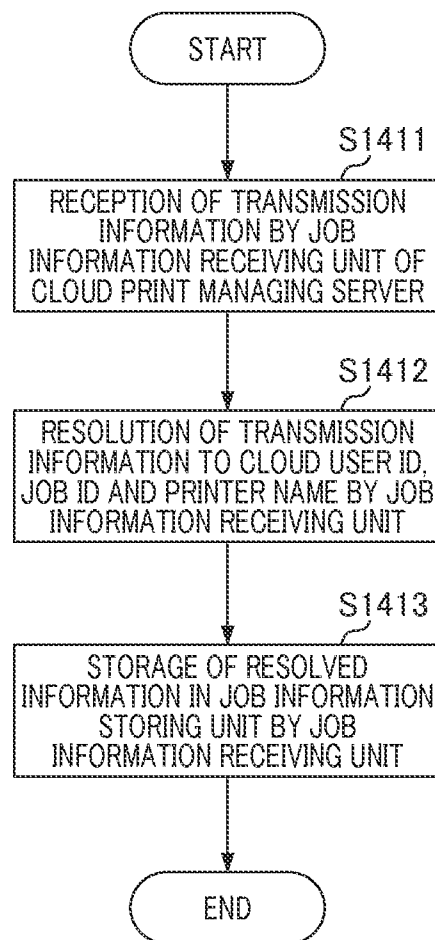 START
S1411
RECEPTION OF TRANSMISSION
INFORMATION BY JOB
INFORMATION RECEIVING UNIT OF
CLOUD PRINT MANAGING SERVER
S1412
RESOLUTION OF TRANSMISSION
INFORMATION TO CLOUD USER ID,
JOB ID AND PRINTER NAME BY JOB
INFORMATION RECEIVING UNIT
S1413
STORAGE OF RESOLVED
INFORMATION IN JOB INFORMATION
STORING UNIT BY JOB
INFORMATION RECEIVING UNIT
END